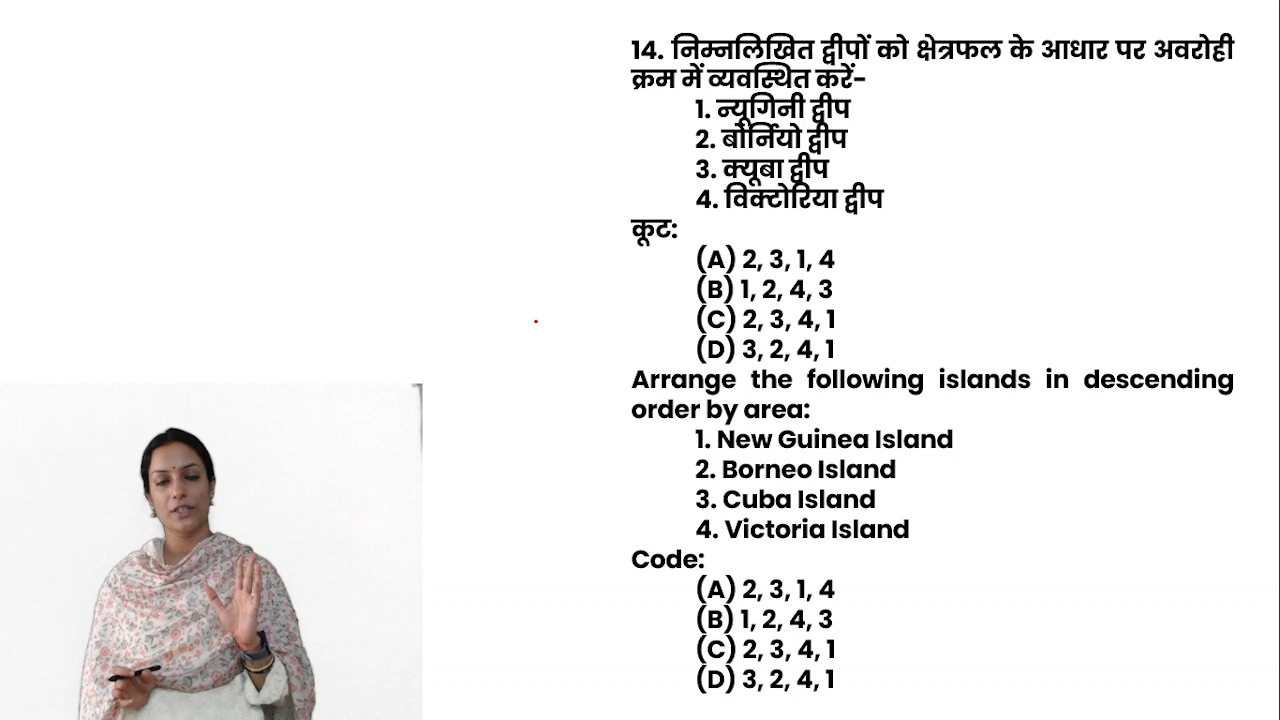 14. निम्नलिखित द्वीपों को क्षेत्रफल के आधार पर अवरोही
क्रम में व्यवस्थित करें-
1. न्यूगिनी द्वीप
2. बोर्नियो द्वीप
3. क्यूबा द्वीप
4. विक्टोरिया द्वीप
कूट:
(A) 2, 3, 1, 4
(B) 1, 2, 4, 3
(C) 2, 3, 4, 1
(D) 3, 2, 4, 1
Arrange the following islands in descending
order by area:
1. New Guinea Island
2. Borneo Island
3. Cuba Island
4. Victoria Island
Code:
(A) 2, 3, 1, 4
(B) 1, 2, 4, 3
(C) 2, 3, 4, 1
(D) 3, 2, 4, 1